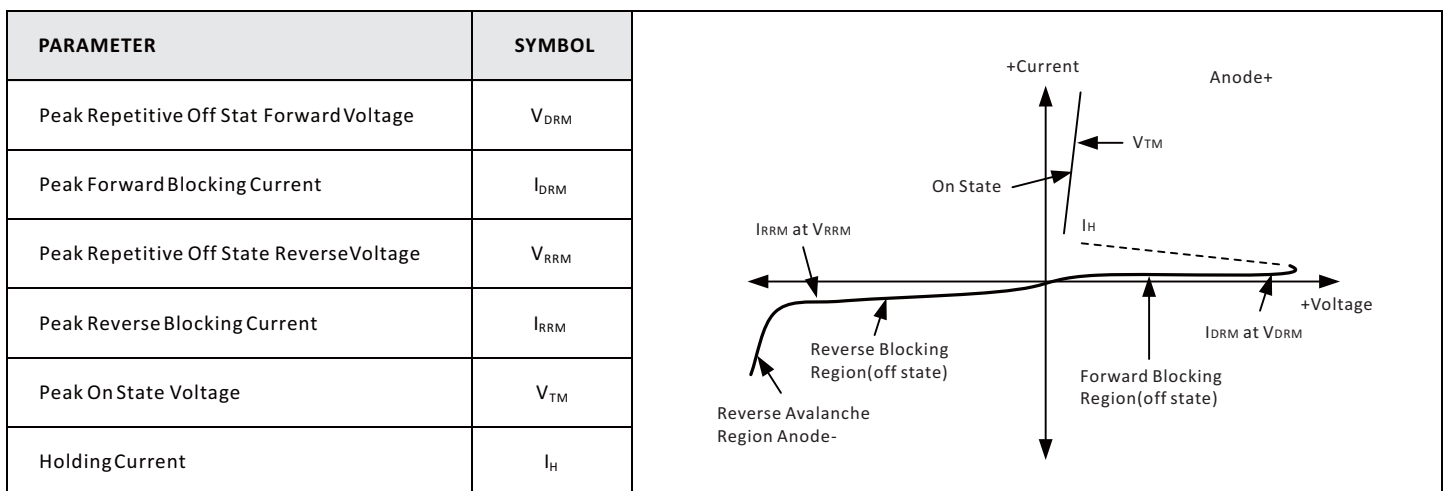 PARAMETER SYMBOL
Peak Repetitive Off Stat Forward Voltage VDRM
Peak Forward Blocking Current IDRM
Peak Repetitive Off State Reverse Voltage VRRM
Peak Reverse Blocking Current IRRM
Peak On State Voltage VTM
Holding Current IH
+Current
Anode+
VTM
On State
IH
IRRM at VRRM
+Voltage
IDRM at VDRM
Reverse Blocking
Region(off state)
Forward Blocking
Region(off state)
Reverse Avalanche
Region Anode-